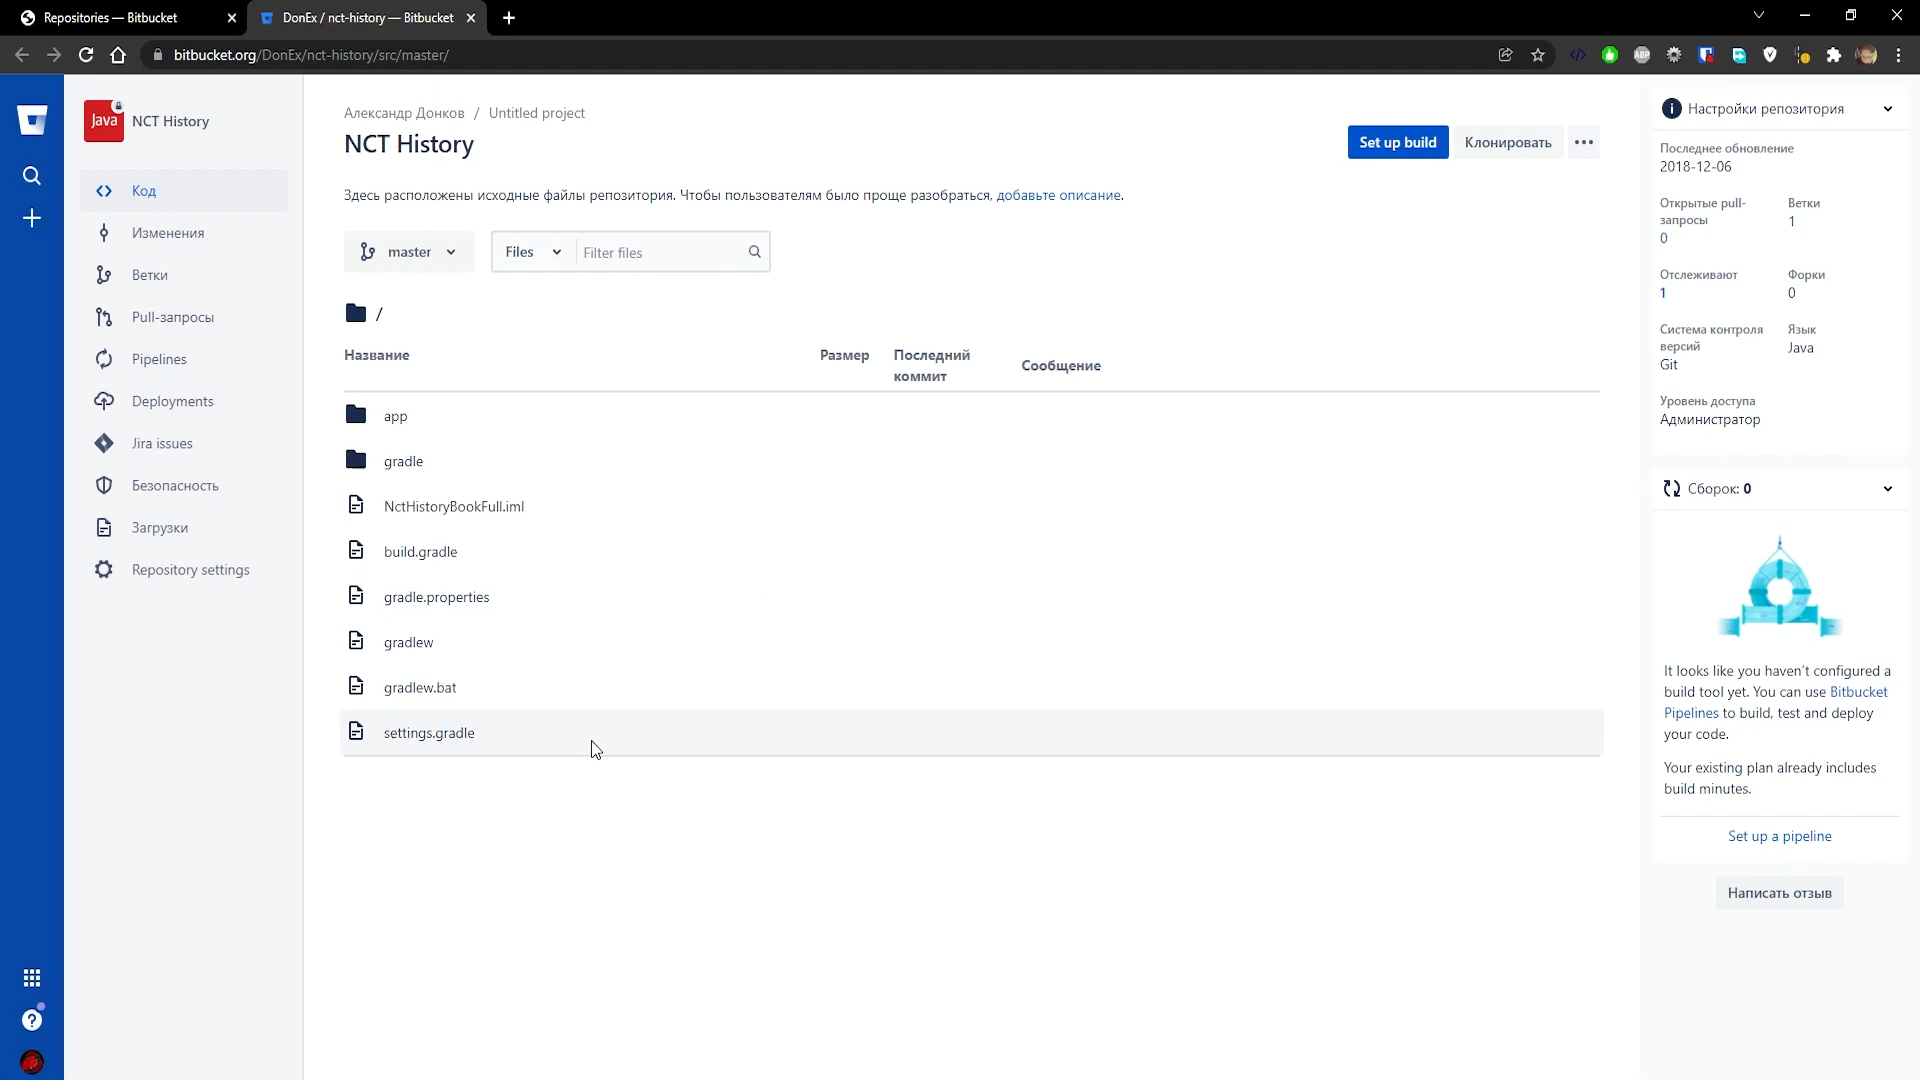 Repositories — Bitbucket
DonEx / nct-history — Bitbucket
bitbucket.org/DonEx/nct-history/src/master/
ABP
Java
NCT History
Код
Изменения
Ветки
Pull-запросы
Pipelines
Deployments
Jira issues
Безопасность
Загрузки
Repository settings
Александр Донков / Untitled project
NCT History
Set up build
Клонировать
Здесь расположены исходные файлы репозитория. Чтобы пользователям было проще разобраться, добавьте описание.
master
Files
Filter files
/
Название
Размер
Последний
коммит
Сообщение
app
gradle
NctHistoryBookFull.iml
build.gradle
gradle.properties
gradlew
gradlew.bat
settings.gradle
Настройки репозитория
Последнее обновление
2018-12-06
Открытые pull-
запросы
0
Ветки
1
Отслеживают
1
Форки
0
Система контроля
версий
Git
Язык
Java
Уровень доступа
Администратор
Сборок: 0
It looks like you haven't configured a
build tool yet. You can use Bitbucket
Pipelines to build, test and deploy
your code.
Your existing plan already includes
build minutes.
Set up a pipeline
Написать отзыв